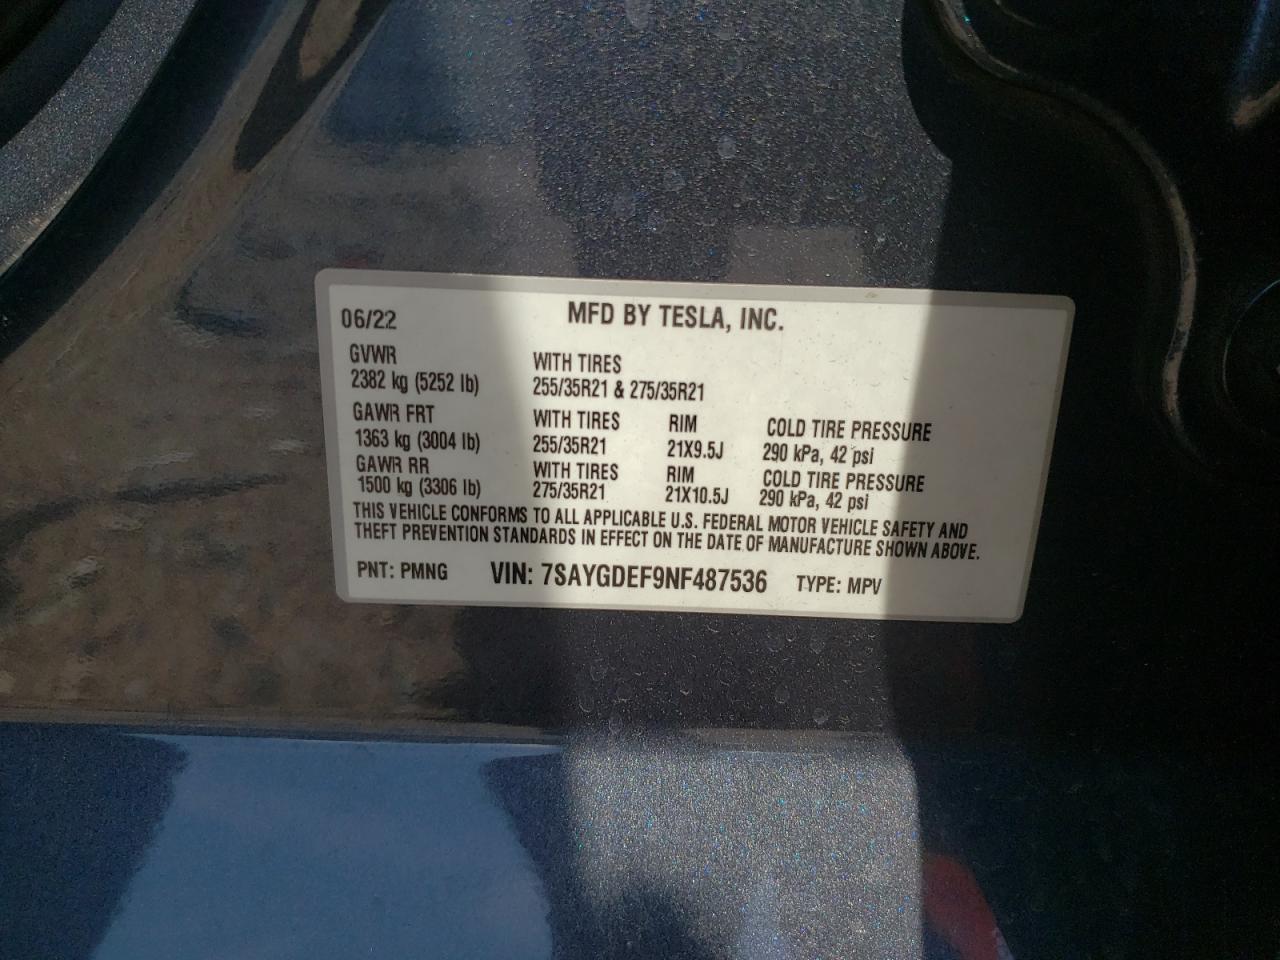 06/22 MFD BY TESLA, INC.
GVWR WITH TIRES
2382 kg (5252 lb) 255/35R21 & 275/35R21
GAWR FRT WITH TIRES RIM COLD TIRE PRESSURE
1363 kg (3004 lb) 255/35R21 21X9.5J 290 kPa, 42 psi
GAWR RR WITH TIRES RIM COLD TIRE PRESSURE
1500 kg (3306 lb) 275/35R21 21X10.5J 290 kPa, 42 psi
THIS VEHICLE CONFORMS TO ALL APPLICABLE U.S. FEDERAL MOTOR VEHICLE SAFETY AND
THEFT PREVENTION STANDARDS IN EFFECT ON THE DATE OF MANUFACTURE SHOWN ABOVE.
PNT: PMNG VIN: 7SAYGDEF9NF487536 TYPE: MPV